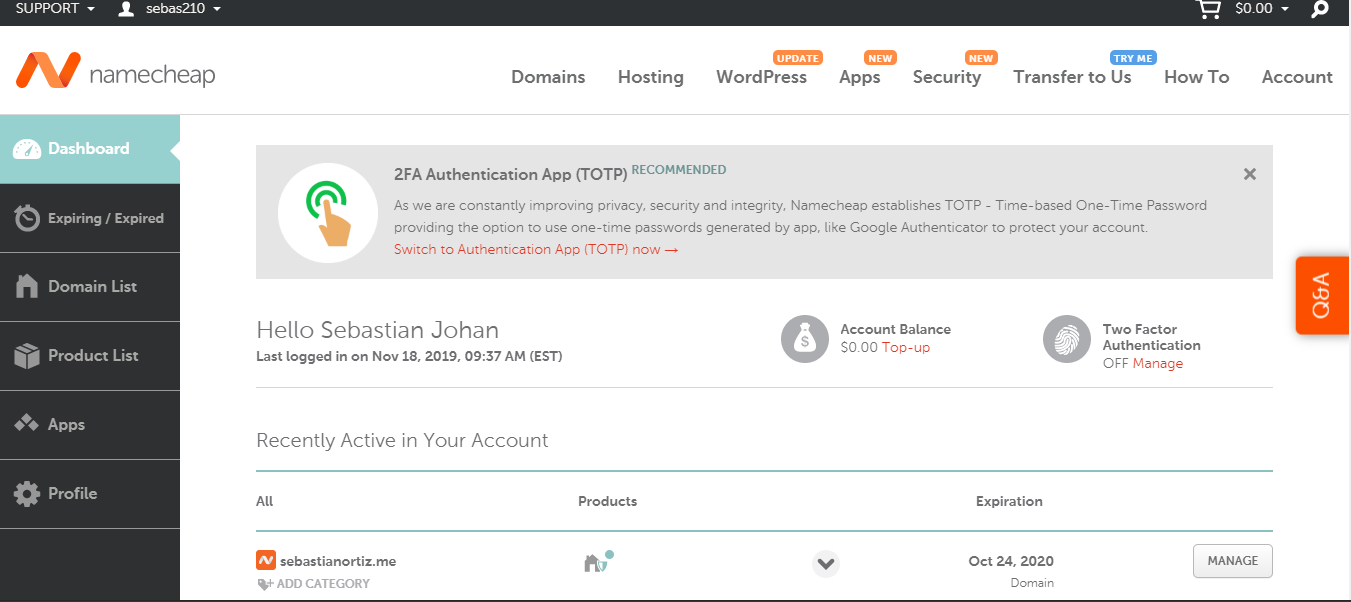 SUPPORT
sebas210
$0.00
namecheap
UPDATE
NEW
NEW
TRY ME
Domains
Hosting
WordPress
Apps
Security
Transfer to Us
How To
Account
Dashboard
Expiring / Expired
Domain List
Product List
Apps
Profile
2FA Authentication App (TOTP) RECOMMENDED
As we are constantly improving privacy, security and integrity, Namecheap establishes TOTP - Time-based One-Time Password
providing the option to use one-time passwords generated by app, like Google Authenticator to protect your account.
Switch to Authentication App (TOTP) now →
Q&A
Hello Sebastian Johan
Last logged in on Nov 18, 2019, 09:37 AM (EST)
Account Balance
$0.00 Top-up
Two Factor
Authentication
OFF Manage
Recently Active in Your Account
All
Products
Expiration
sebastianortiz.me
ADD CATEGORY
Oct 24, 2020
Domain
MANAGE